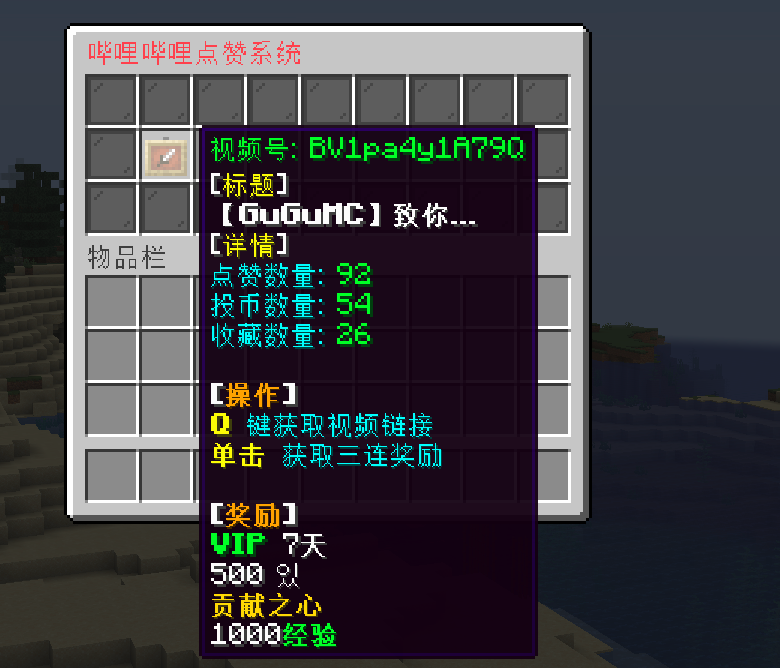 哔哩哔哩点赞系统
视频号: BV1pa4y1A79Q
[标题]
【GuGuMC】致你...
[详情]
点赞数量: 92
投币数量: 54
收藏数量: 26
物品栏
[操作]
Q 键获取视频链接
单击 获取三连奖励
[奖励]
VIP 7天
500 욌
贡献之心
1000经验